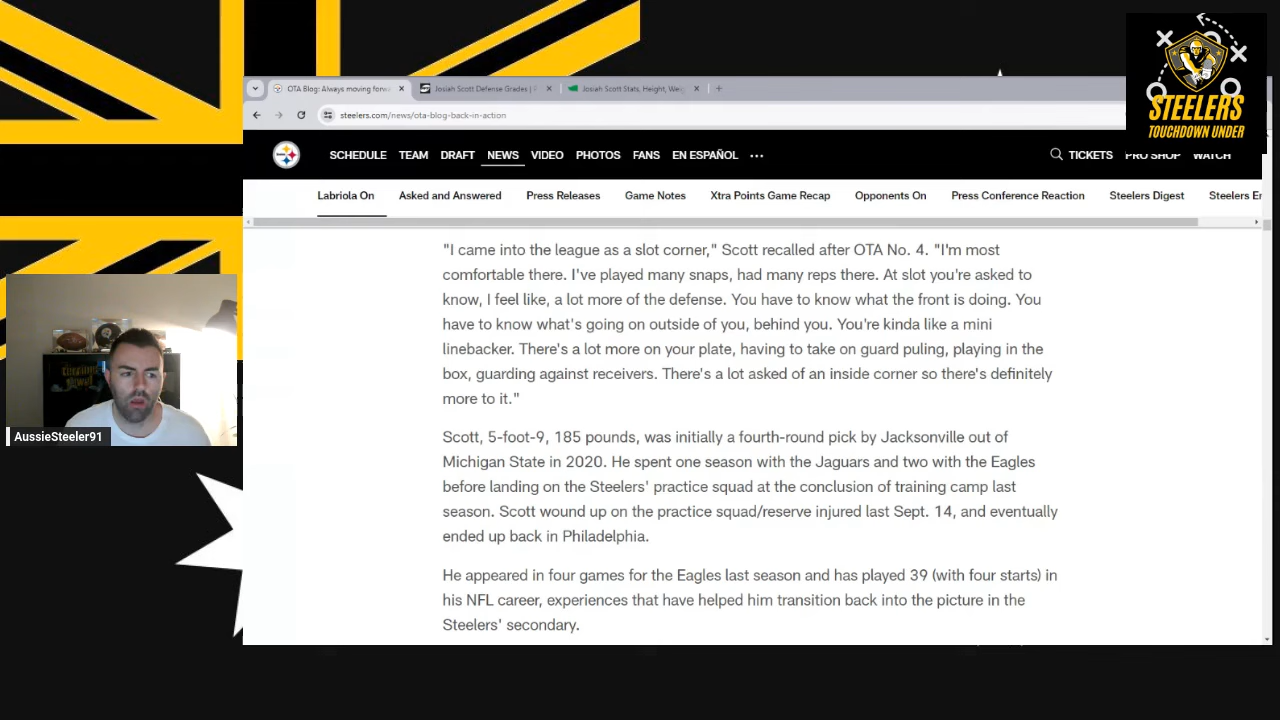 STEELERS
TOUCHDOWN UNDER
OTA Blog: Always moving forw
Josiah Scott Defense Grades | P
Josiah Scott Stats, Height, Weig
steelers.com/news/ota-blog-back-in-action
SCHEDULE TEAM DRAFT NEWS VIDEO PHOTOS FANS EN ESPAÑOL ••• TICKETS PRO SHOP WATCH
Labriola On Asked and Answered Press Releases Game Notes Xtra Points Game Recap Opponents On Press Conference Reaction Steelers Digest Steelers En
"I came into the league as a slot corner," Scott recalled after OTA No. 4. "I'm most
comfortable there. I've played many snaps, had many reps there. At slot you're asked to
know, I feel like, a lot more of the defense. You have to know what the front is doing. You
have to know what's going on outside of you, behind you. You're kinda like a mini
linebacker. There's a lot more on your plate, having to take on guard puling, playing in the
box, guarding against receivers. There's a lot asked of an inside corner so there's definitely
more to it."
Scott, 5-foot-9, 185 pounds, was initially a fourth-round pick by Jacksonville out of
Michigan State in 2020. He spent one season with the Jaguars and two with the Eagles
before landing on the Steelers' practice squad at the conclusion of training camp last
season. Scott wound up on the practice squad/reserve injured last Sept. 14, and eventually
ended up back in Philadelphia.
He appeared in four games for the Eagles last season and has played 39 (with four starts) in
his NFL career, experiences that have helped him transition back into the picture in the
Steelers' secondary.
AussieSteeler91